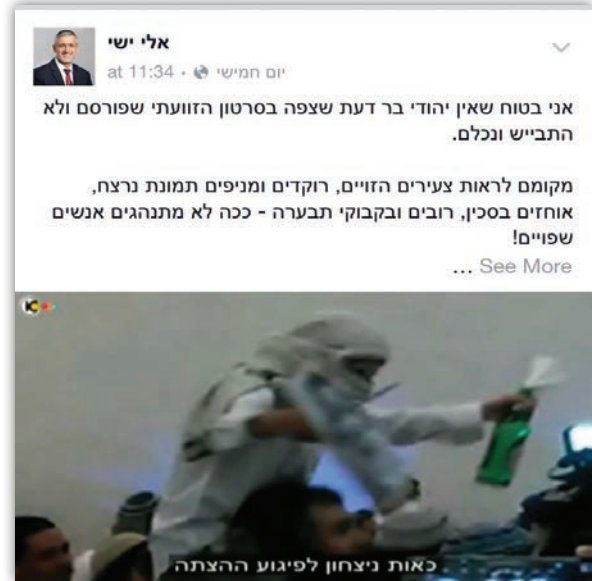 אלי ישי
יום חמישי · at 11:34
אני בטוח שאין יהודי בר דעת שצפה בסרטון הזוועתי שפורסם ולא
התבייש ונכלם.
מקומם לראות צעירים הזויים, רוקדים ומניפים תמונת נרצח,
אוחזים בסכין, רובים ובקבוקי תבערה - ככה לא מתנהגים אנשים
שפויים!
... See More
כאות ניצחון לפיגוע ההצתה